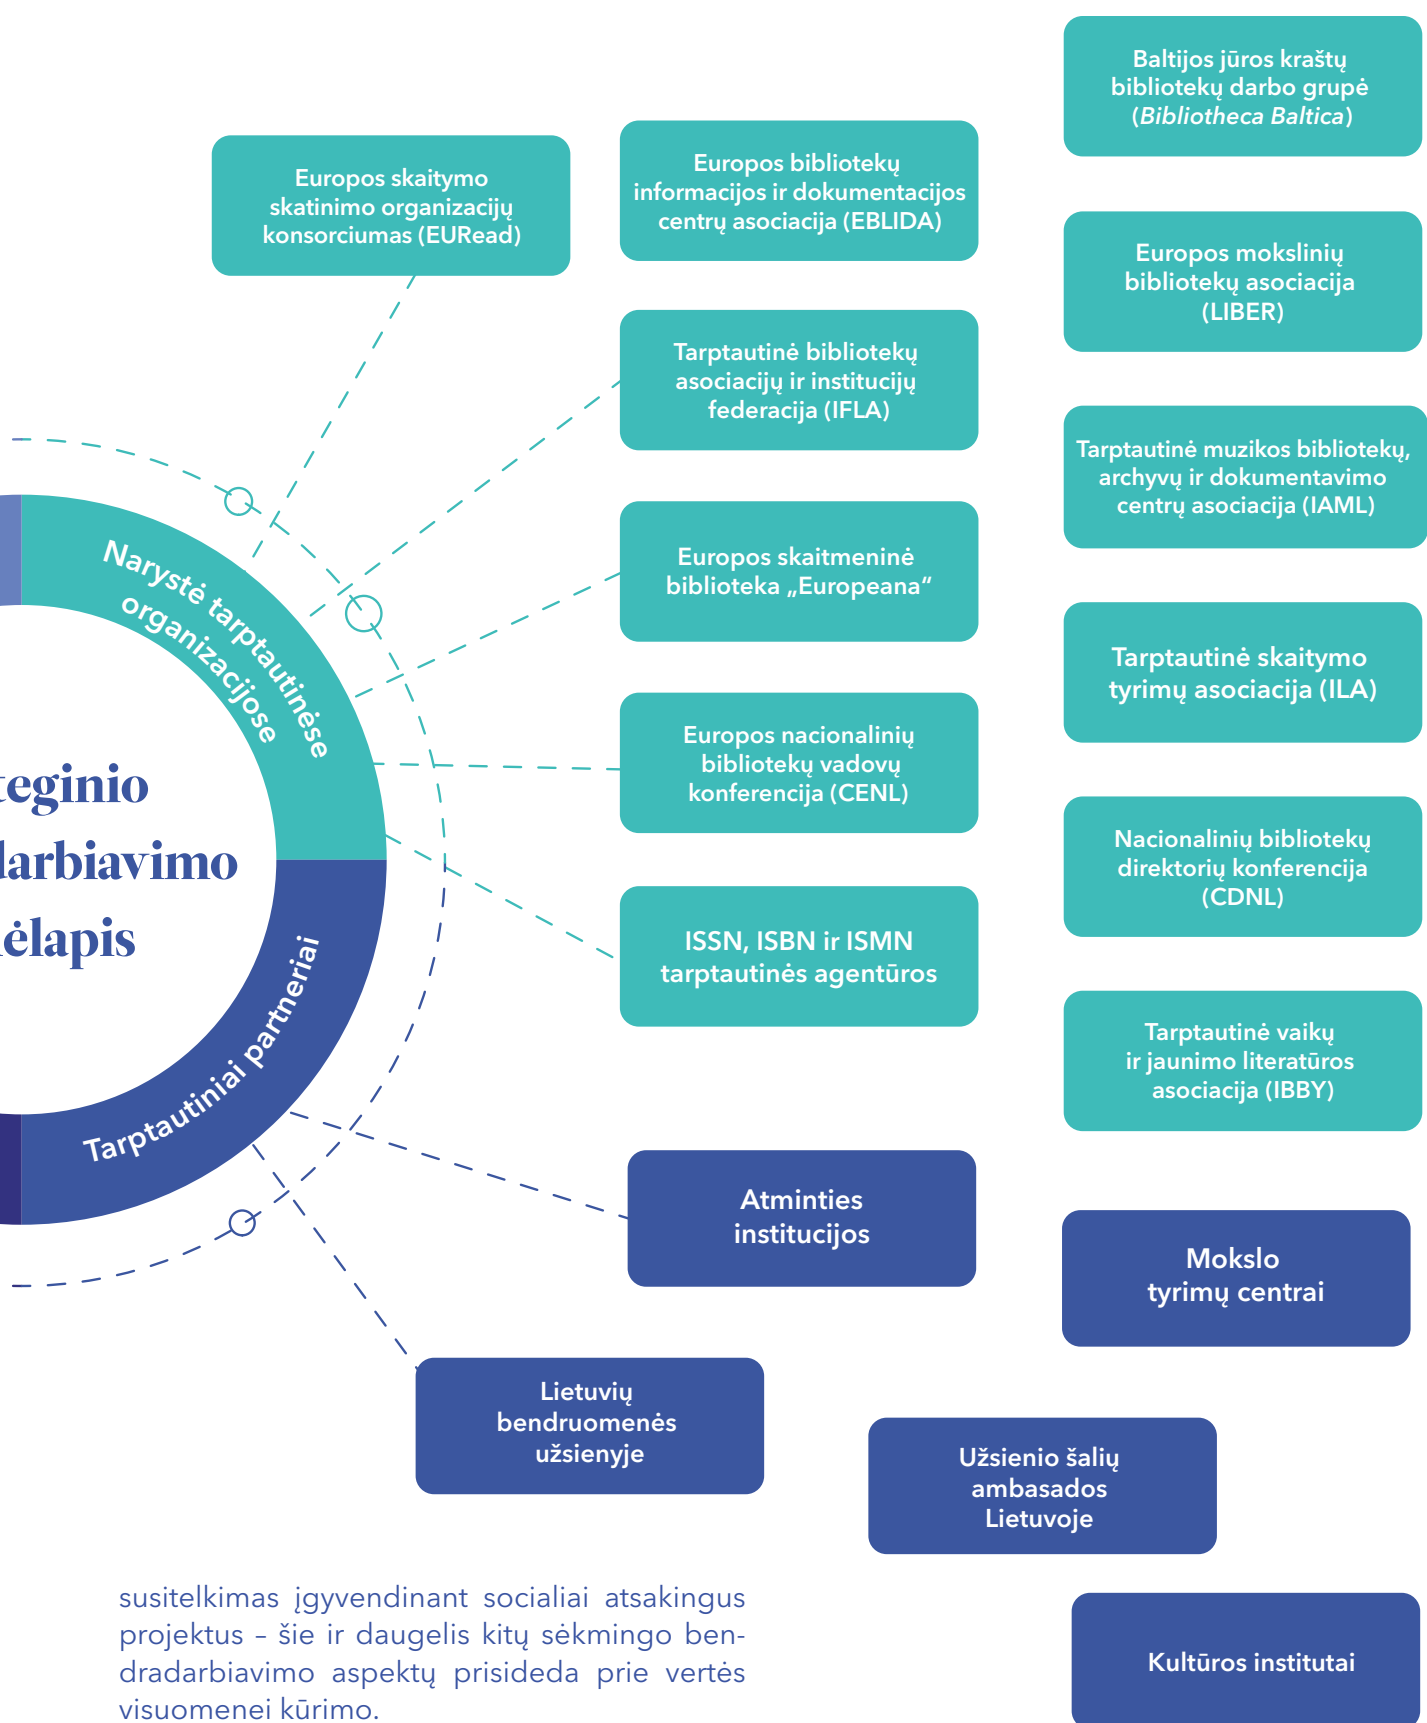 Baltijos jūros kraštų
bibliotekų darbo grupė
(Bibliotheca Baltica)
Europos skaitymo
skatinimo organizacijų
konsorciumas (EURead)
Europos bibliotekų
informacijos ir dokumentacijos
centrų asociacija (EBLIDA)
Europos mokslinių
bibliotekų asociacija
(LIBER)
Tarptautinė bibliotekų
asociacijų ir institucijų
federacija (IFLA)
Tarptautinė muzikos bibliotekų,
archyvų ir dokumentavimo
centrų asociacija (IAML)
Europos skaitmeninė
biblioteka „Europeana“
Narystė tarptautinėse
organizacijose
Tarptautinė skaitymo
tyrimų asociacija (ILA)
Europos nacionalinių
bibliotekų vadovų
konferencija (CENL)
teginio
darbiavimo
ėlapis
Nacionalinių bibliotekų
direktorių konferencija
(CDNL)
ISSN, ISBN ir ISMN
tarptautinės agentūros
Tarptautiniai partneriai
Tarptautinė vaikų
ir jaunimo literatūros
asociacija (IBBY)
Atminties
institucijos
Mokslo
tyrimų centrai
Lietuvių
bendruomenės
užsienyje
Užsienio šalių
ambasados
Lietuvoje
Kultūros institutai
susitelkimas įgyvendinant socialiai atsakingus
projektus – šie ir daugelis kitų sėkmingo ben-
dradarbiavimo aspektų prisideda prie vertės
visuomenei kūrimo.